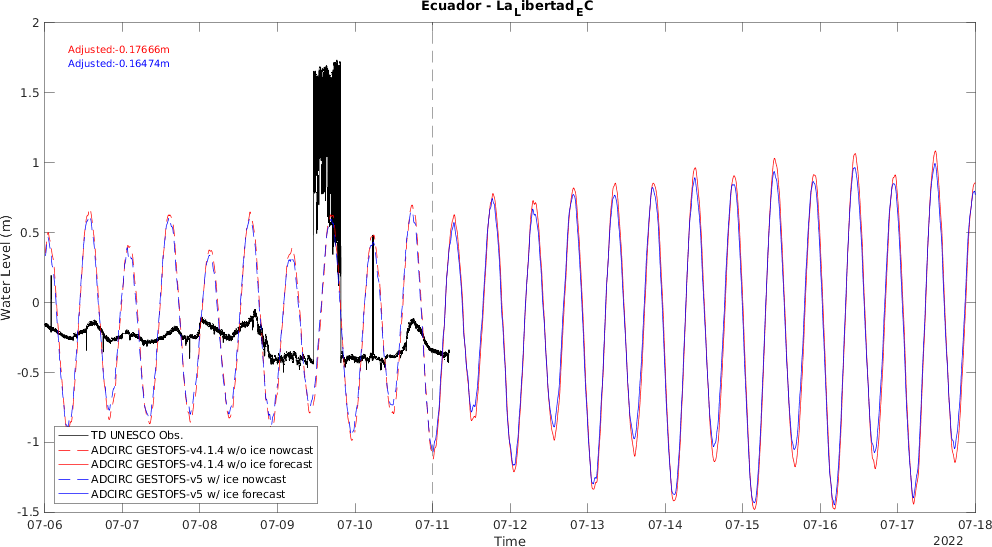 Ecuador - LaLibertadEC
Adjusted:-0.17666m
Adjusted:-0.16474m
Water Level (m)
2
1.5
1
0.5
0
-0.5
-1
-1.5
TD UNESCO Obs.
ADCIRC GESTOFS-v4.1.4 w/o ice nowcast
ADCIRC GESTOFS-v4.1.4 w/o ice forecast
ADCIRC GESTOFS-v5 w/ ice nowcast
ADCIRC GESTOFS-v5 w/ ice forecast
07-06 07-07 07-08 07-09 07-10 07-11 07-12 07-13 07-14 07-15 07-16 07-17 07-18
Time
2022